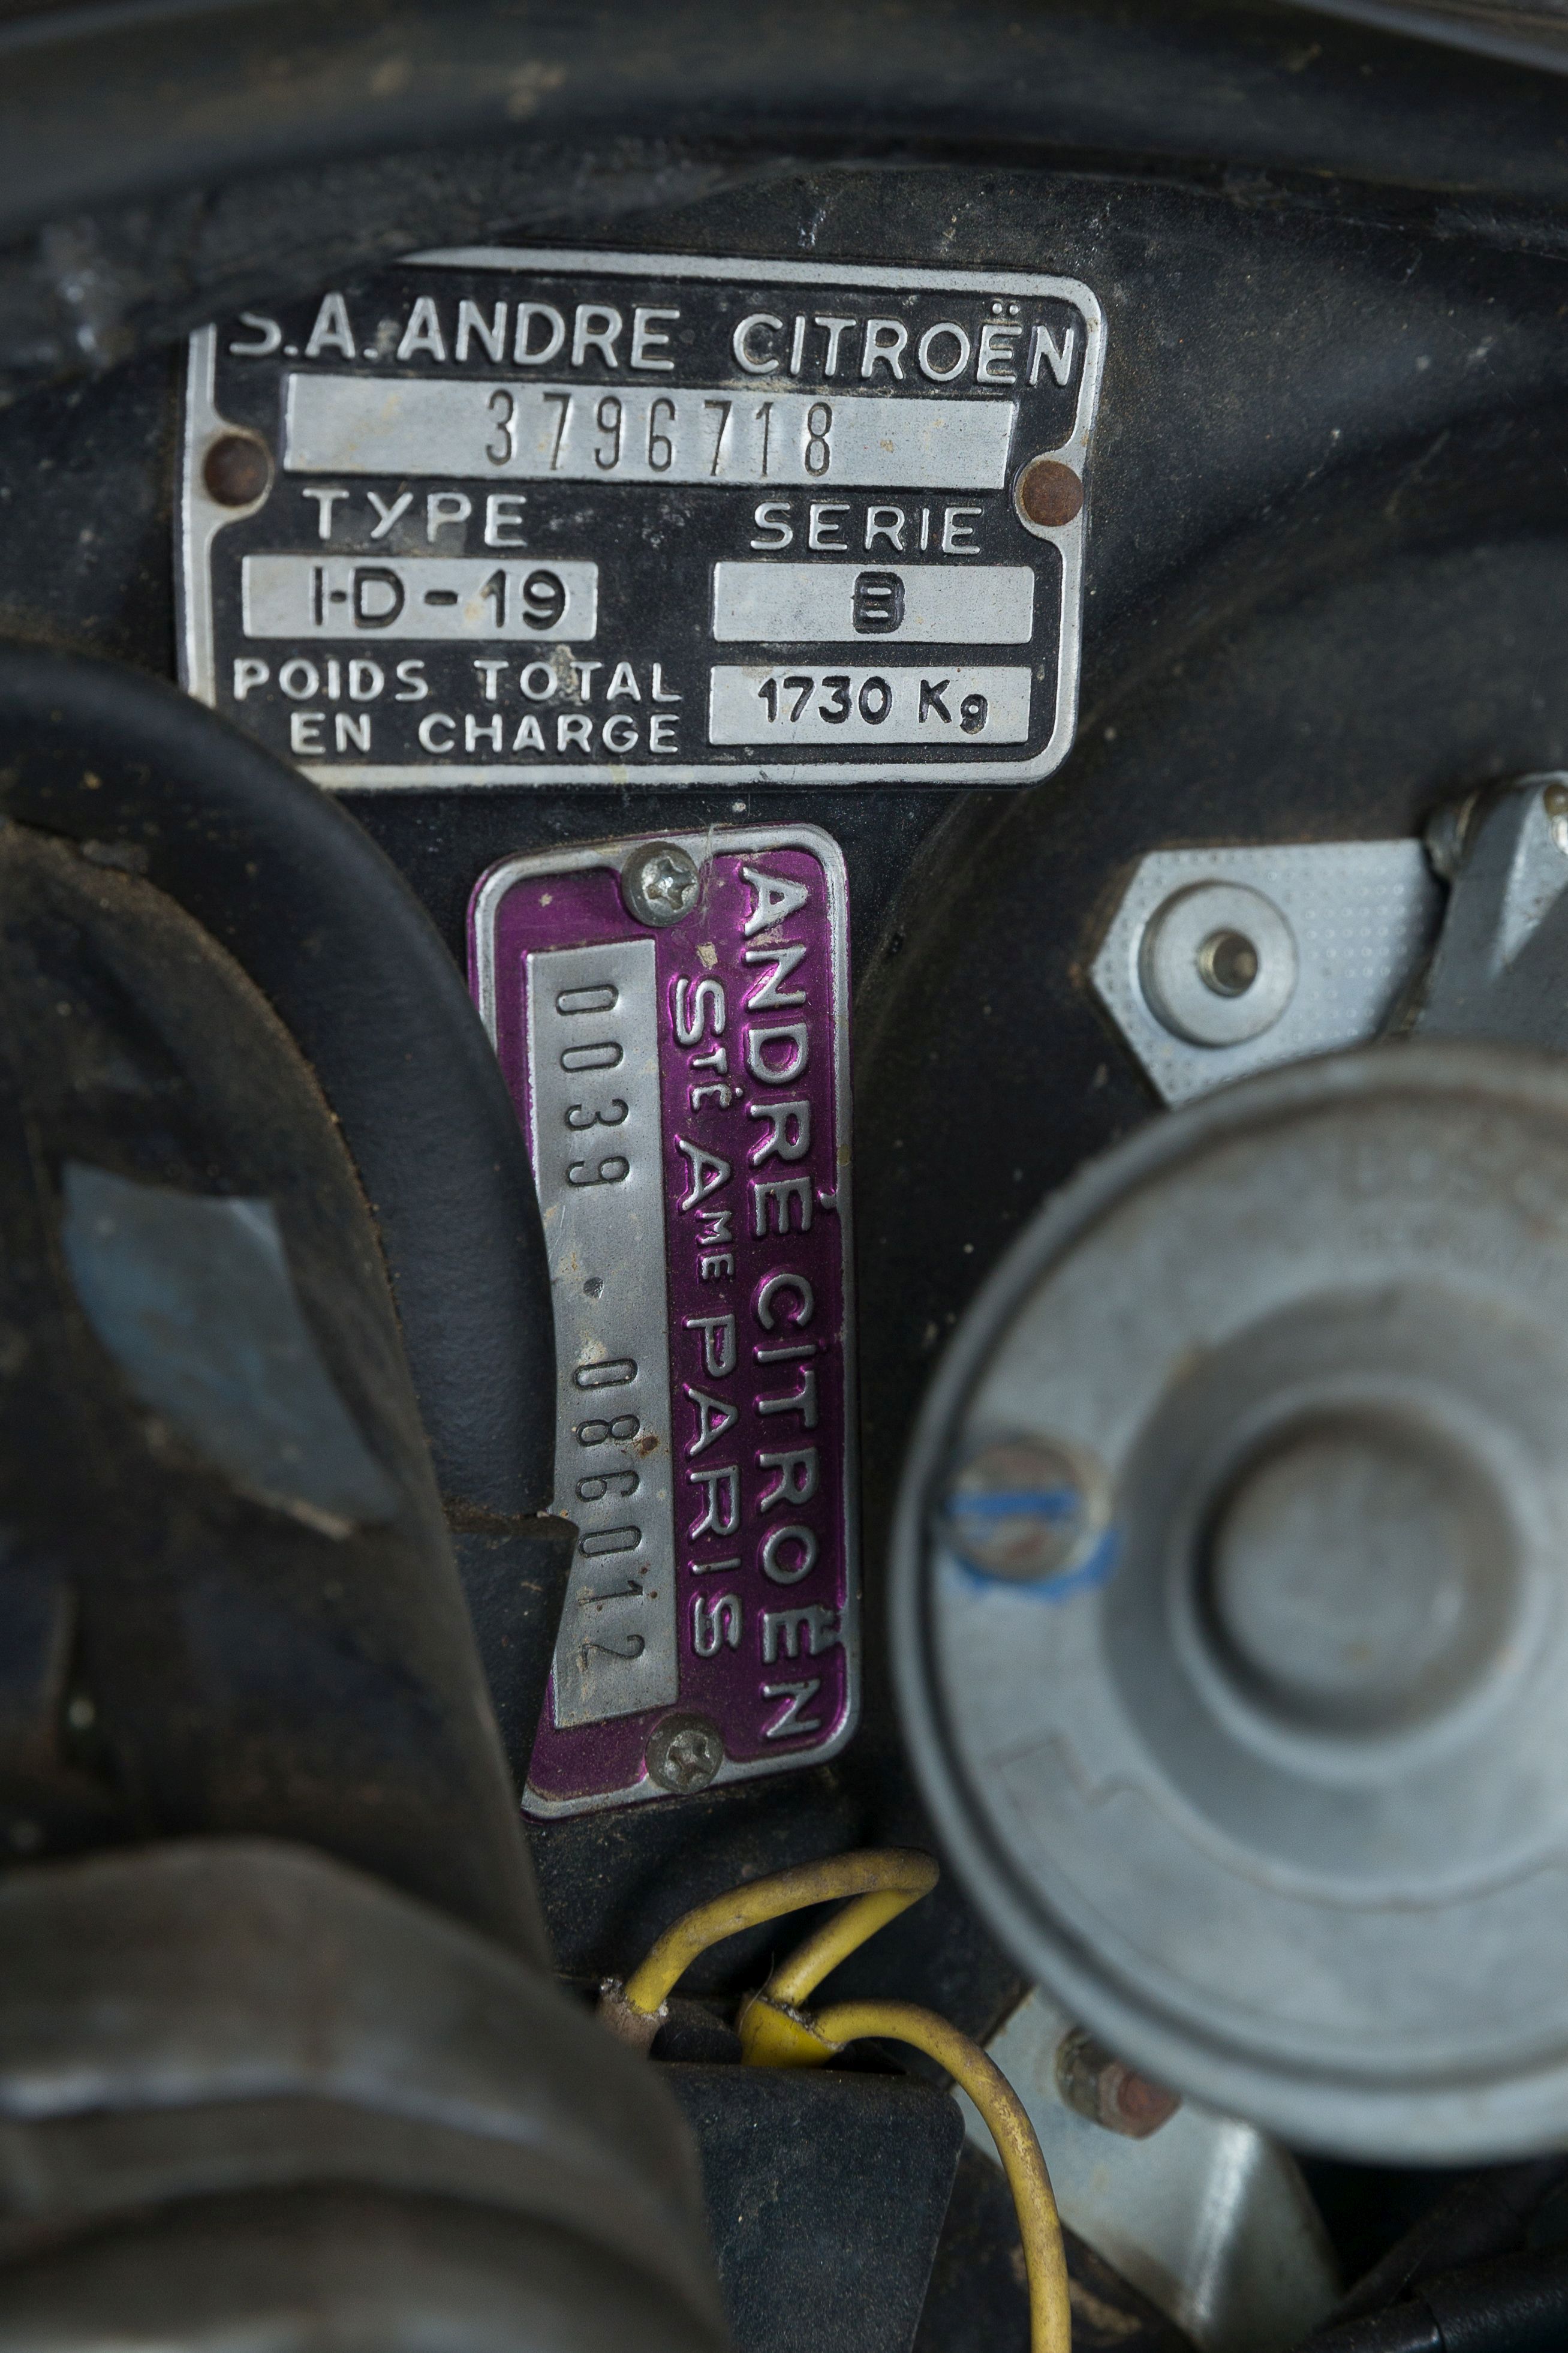 S.A. ANDRE CITROËN
3796718
TYPE SERIE
ID-19 B
POIDS TOTAL
EN CHARGE 1730 Kg
ANDRE CITROËN
STÉ AME PARIS
0039 . 086012